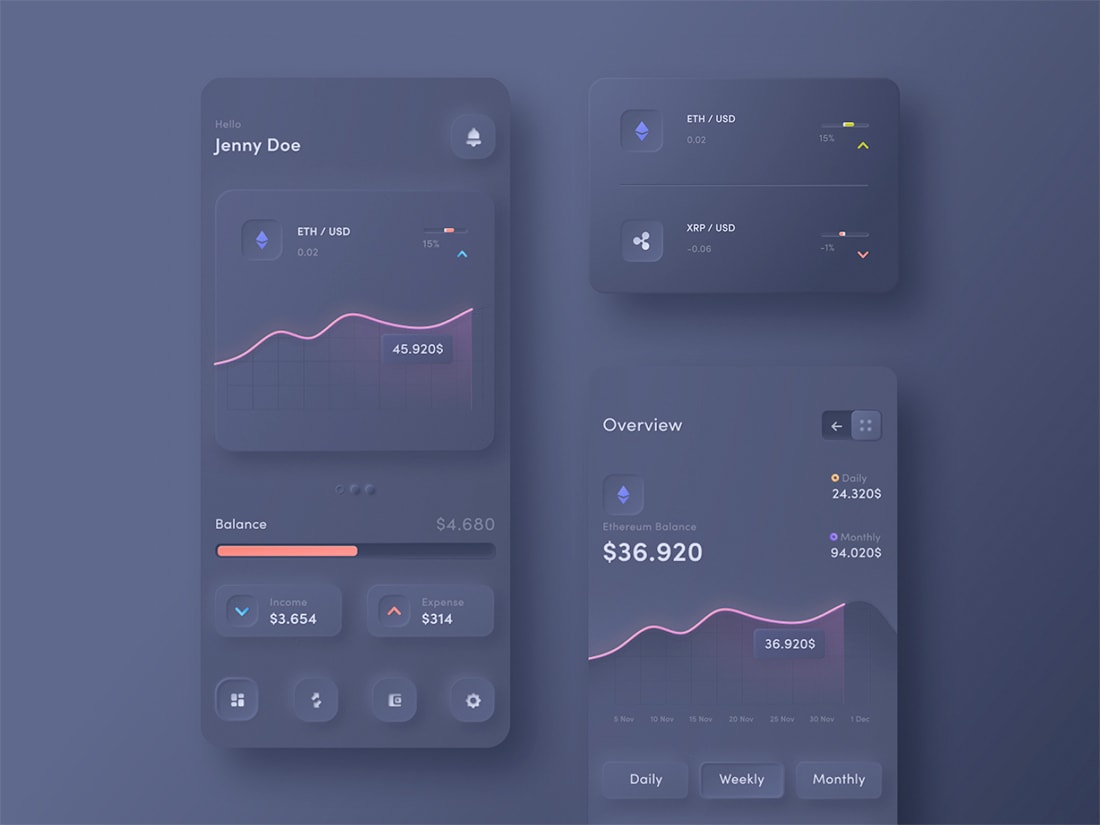 Hello
Jenny Doe
ETH / USD
0.02
15%
45.920$
Balance
$4.680
Income
$3.654
Expense
$314
ETH / USD
0.02
15%
XRP / USD
-0.06
-1%
Overview
Daily
24.320$
Ethereum Balance
$36.920
Monthly
94.020$
36.920$
5 Nov 10 Nov 15 Nov 20 Nov 26 Nov 30 Nov 1 Dec
Daily Weekly Monthly